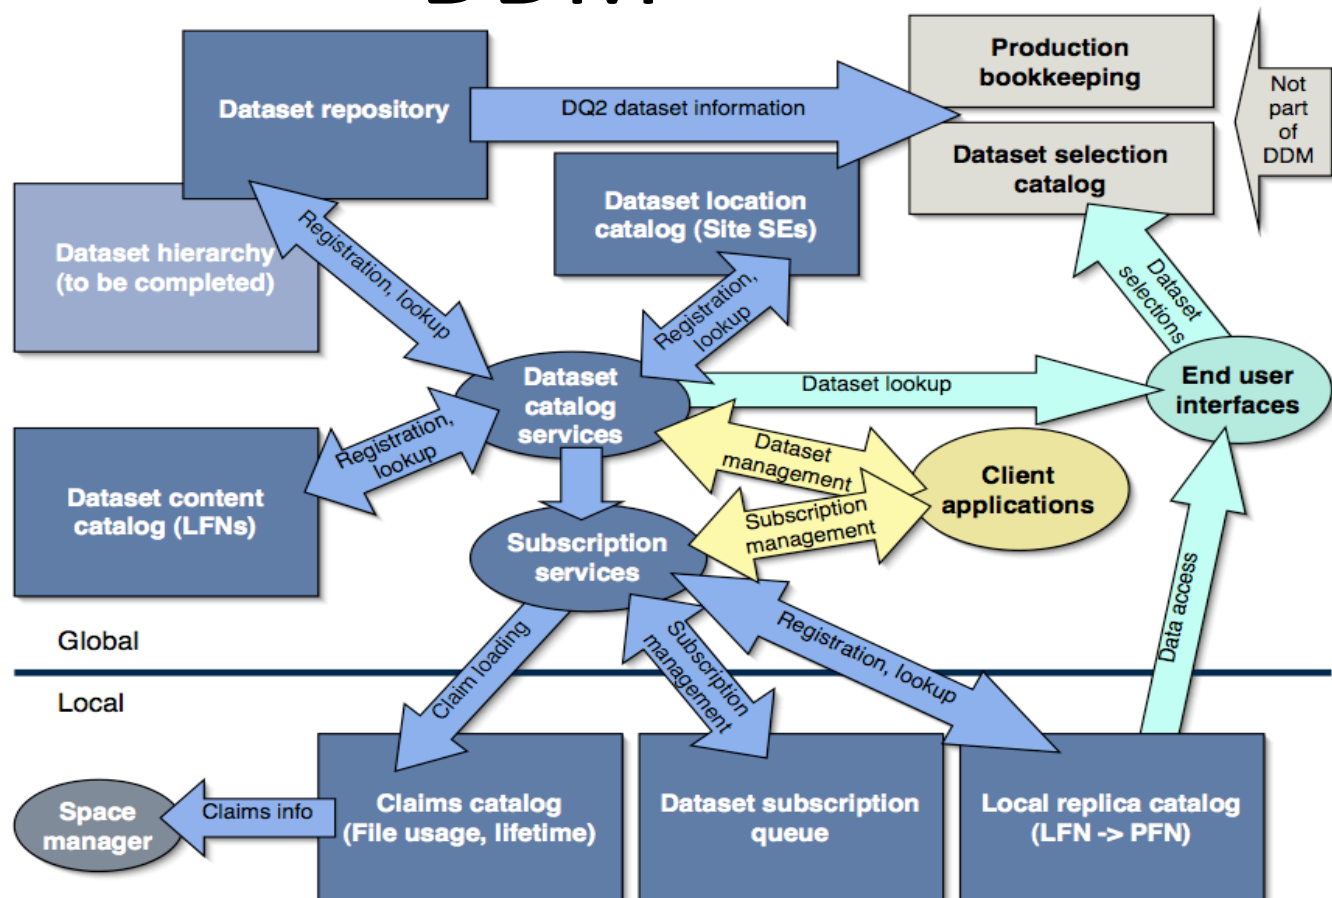 Production
bookkeeping
Dataset repository
DQ2 dataset information
Not
part
of
DDM
Dataset selection
catalog
Dataset location
catalog (Site SEs)
Dataset hierarchy
(to be completed)
Registration, lookup
Registration,
lookup
Dataset
selections
Dataset
catalog
services
Dataset lookup
End user
interfaces
Registration,
lookup
Dataset
management
Client
applications
Dataset content
catalog (LFNs)
Subscription
management
Subscription
services
Global
Claim loading
Subscription
management
Registration, lookup
Data access
Local
Space
manager
Claims info
Claims catalog
(File usage, lifetime)
Dataset subscription
queue
Local replica catalog
(LFN -> PFN)